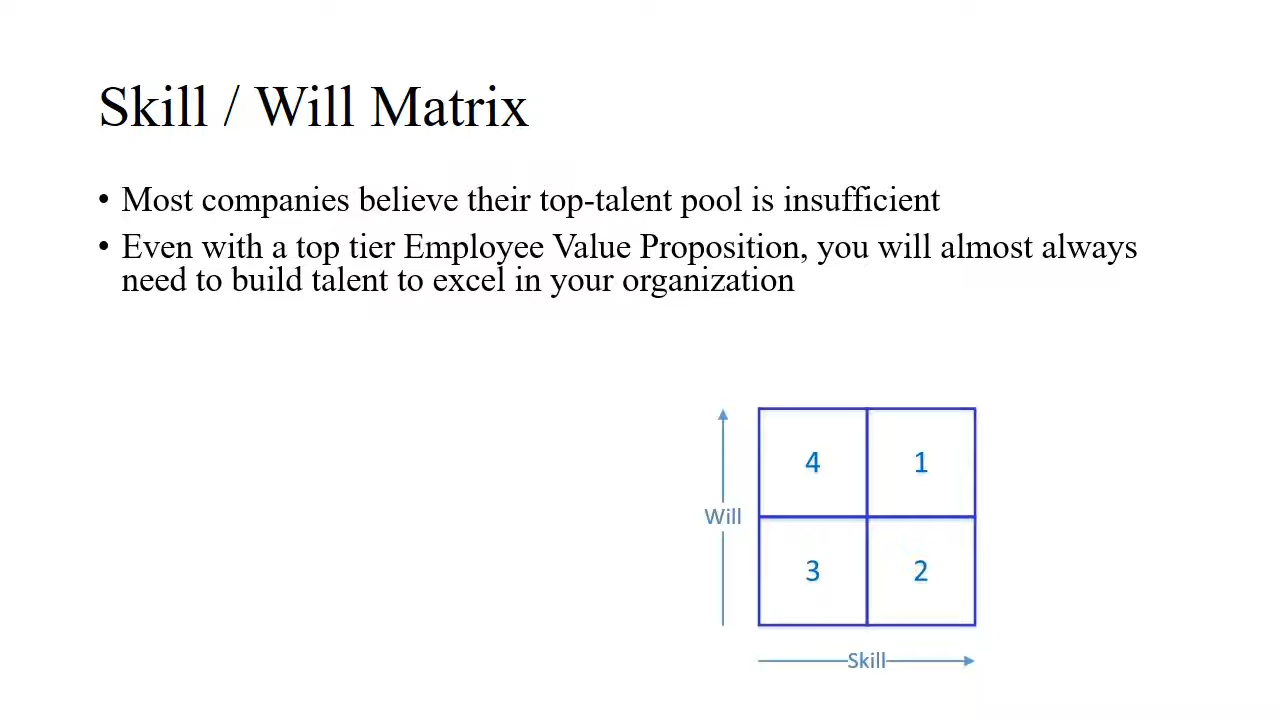 Skill / Will Matrix
• Most companies believe their top-talent pool is insufficient
• Even with a top tier Employee Value Proposition, you will almost always
need to build talent to excel in your organization
4 1
Will
3 2
Skill